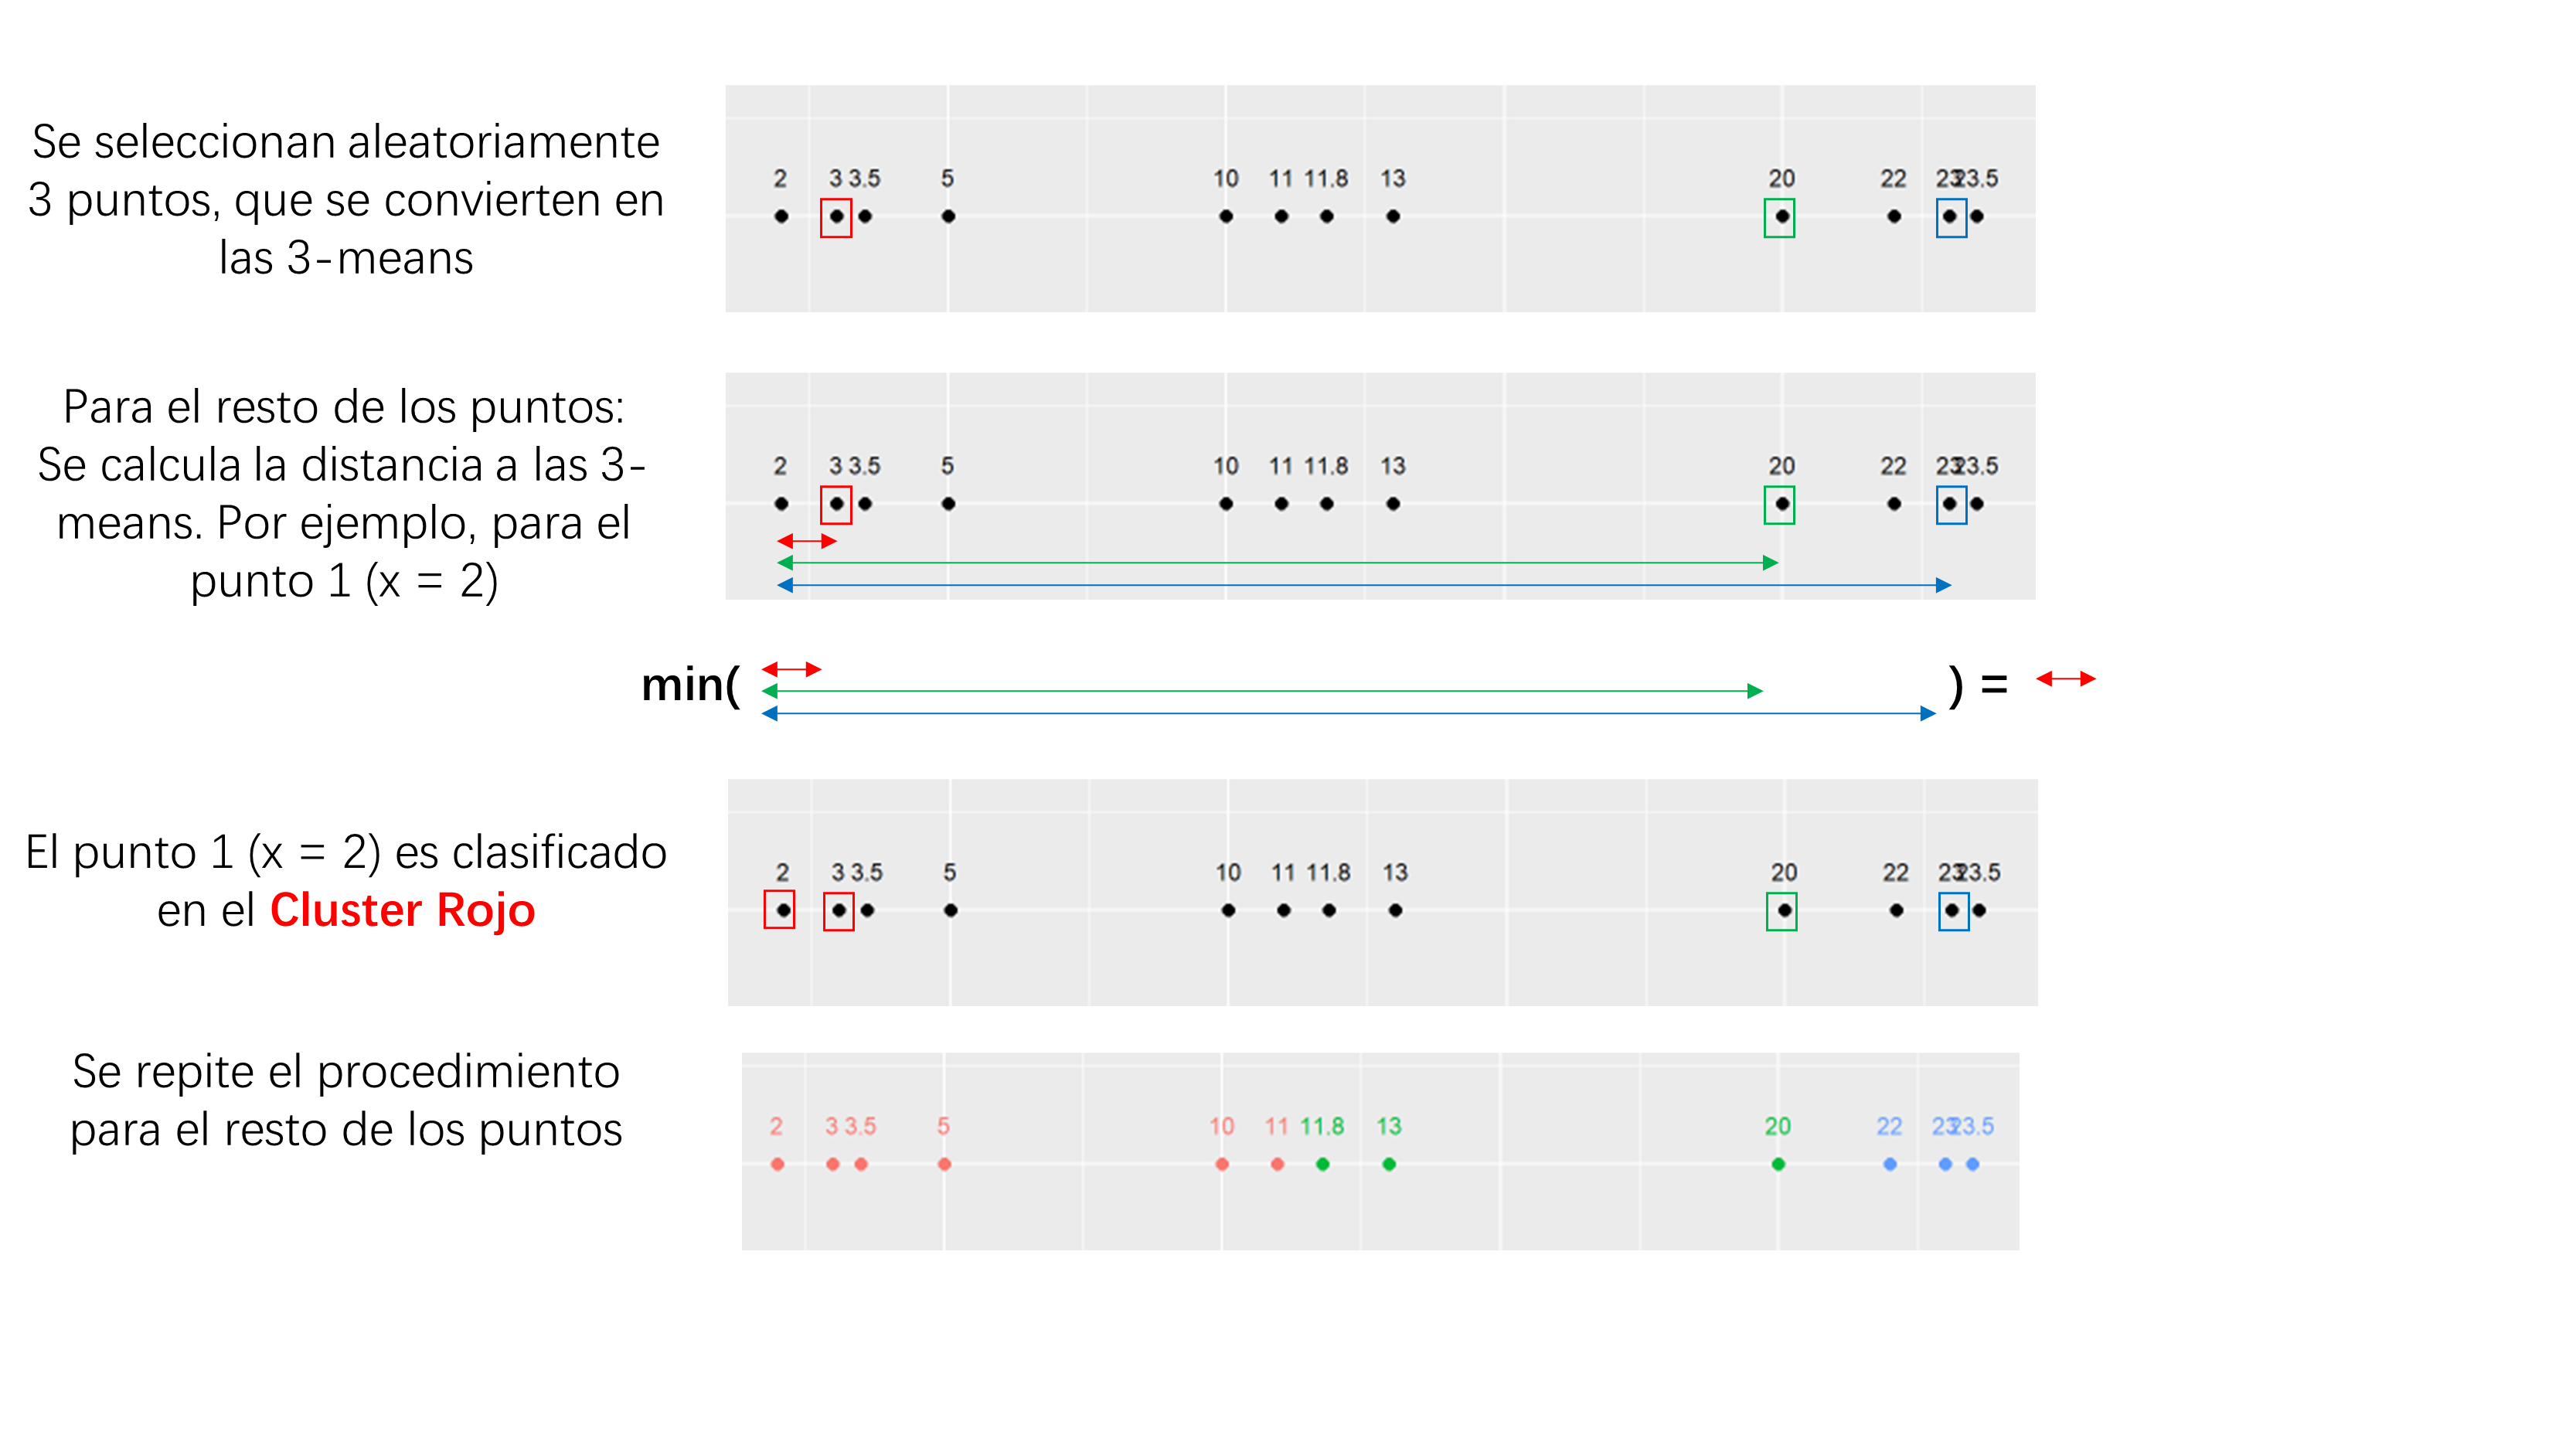 Se seleccionan aleatoriamente
3 puntos, que se convierten en
las 3-means
2 3 3.5 5 10 11 11.8 13 20 22 23 23.5
Para el resto de los puntos:
Se calcula la distancia a las 3-
means. Por ejemplo, para el
punto 1 (x = 2)
2 3 3.5 5 10 11 11.8 13 20 22 23 23.5
min( ) =
El punto 1 (x = 2) es clasificado
en el Cluster Rojo
2 3 3.5 5 10 11 11.8 13 20 22 23 23.5
Se repite el procedimiento
para el resto de los puntos
2 3 3.5 5 10 11 11.8 13 20 22 23 23.5